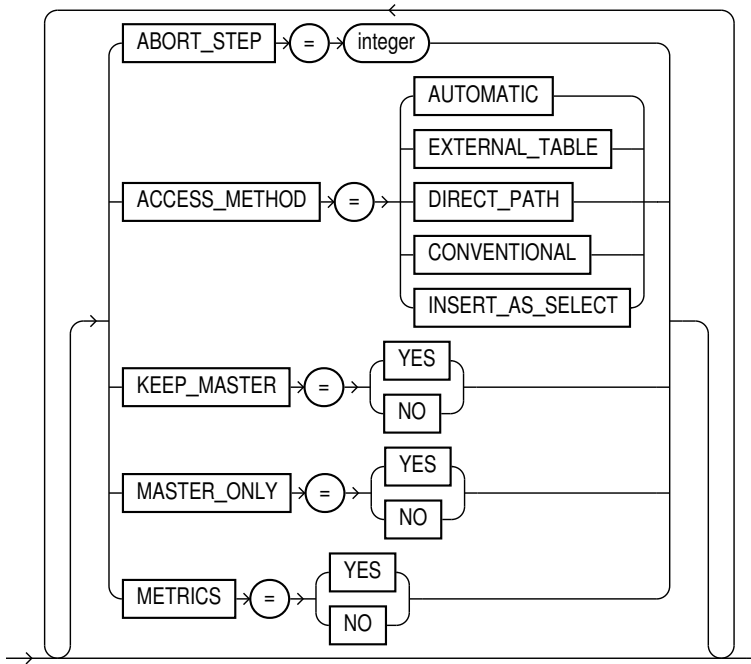 ABORT_STEP = integer
AUTOMATIC
EXTERNAL_TABLE
ACCESS_METHOD = DIRECT_PATH
CONVENTIONAL
INSERT_AS_SELECT
YES
KEEP_MASTER =
NO
YES
MASTER_ONLY =
NO
YES
METRICS =
NO